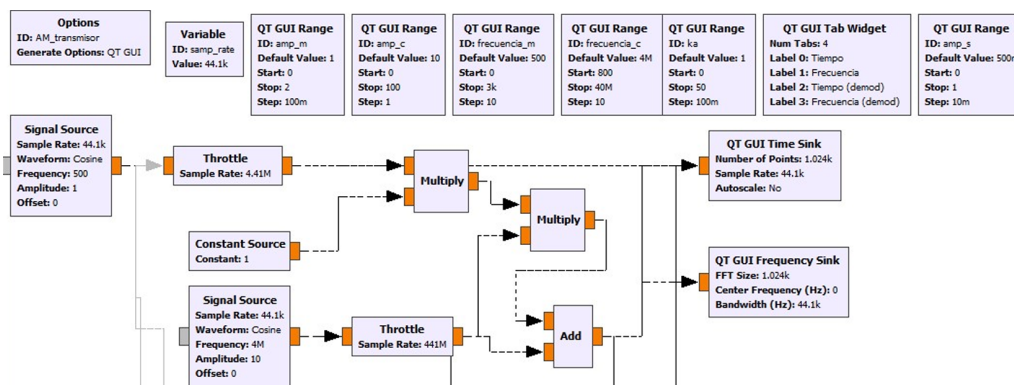 Options
ID: AM_transmisor
Generate Options: QT GUI
Variable
ID: samp_rate
Value: 44.1k
QT GUI Range
ID: amp_m
Default Value: 1
Start: 0
Stop: 2
Step: 100m
QT GUI Range
ID: amp_c
Default Value: 10
Start: 0
Stop: 100
Step: 1
QT GUI Range
ID: frecuencia_m
Default Value: 500
Start: 0
Stop: 3k
Step: 10
QT GUI Range
ID: frecuencia_c
Default Value: 4M
Start: 800
Stop: 40M
Step: 10
QT GUI Range
ID: ka
Default Value: 1
Start: 0
Stop: 50
Step: 100m
QT GUI Tab Widget
Num Tabs: 4
Label 0: Tiempo
Label 1: Frecuencia
Label 2: Tiempo (demod)
Label 3: Frecuencia (demod)
QT GUI Range
ID: amp_s
Default Value: 500m
Start: 0
Stop: 1
Step: 10m
Signal Source
Sample Rate: 44.1k
Waveform: Cosine
Frequency: 500
Amplitude: 1
Offset: 0
Throttle
Sample Rate: 4.41M
Multiply
QT GUI Time Sink
Number of Points: 1.024k
Sample Rate: 44.1k
Autoscale: No
Multiply
Constant Source
Constant: 1
QT GUI Frequency Sink
FFT Size: 1.024k
Center Frequency (Hz): 0
Bandwidth (Hz): 44.1k
Signal Source
Sample Rate: 44.1k
Waveform: Cosine
Frequency: 4M
Amplitude: 10
Offset: 0
Throttle
Sample Rate: 441M
Add